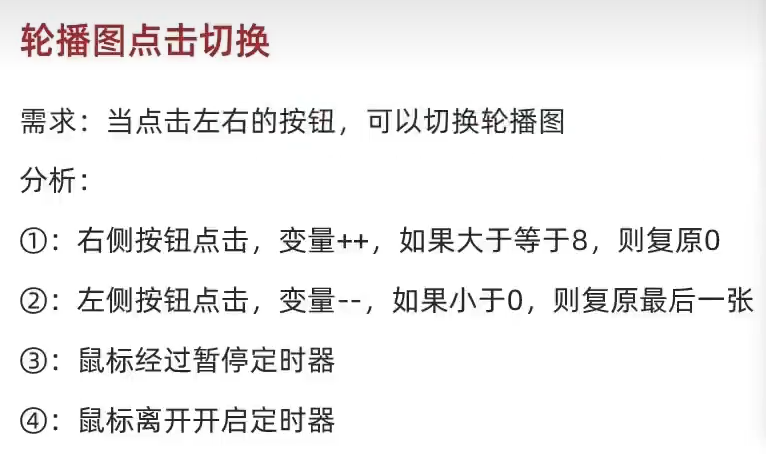 轮播图点击切换
需求：当点击左右的按钮，可以切换轮播图
分析：
①：右侧按钮点击，变量++，如果大于等于8，则复原0
②：左侧按钮点击，变量--，如果小于0，则复原最后一张
③：鼠标经过暂停定时器
④：鼠标离开开启定时器